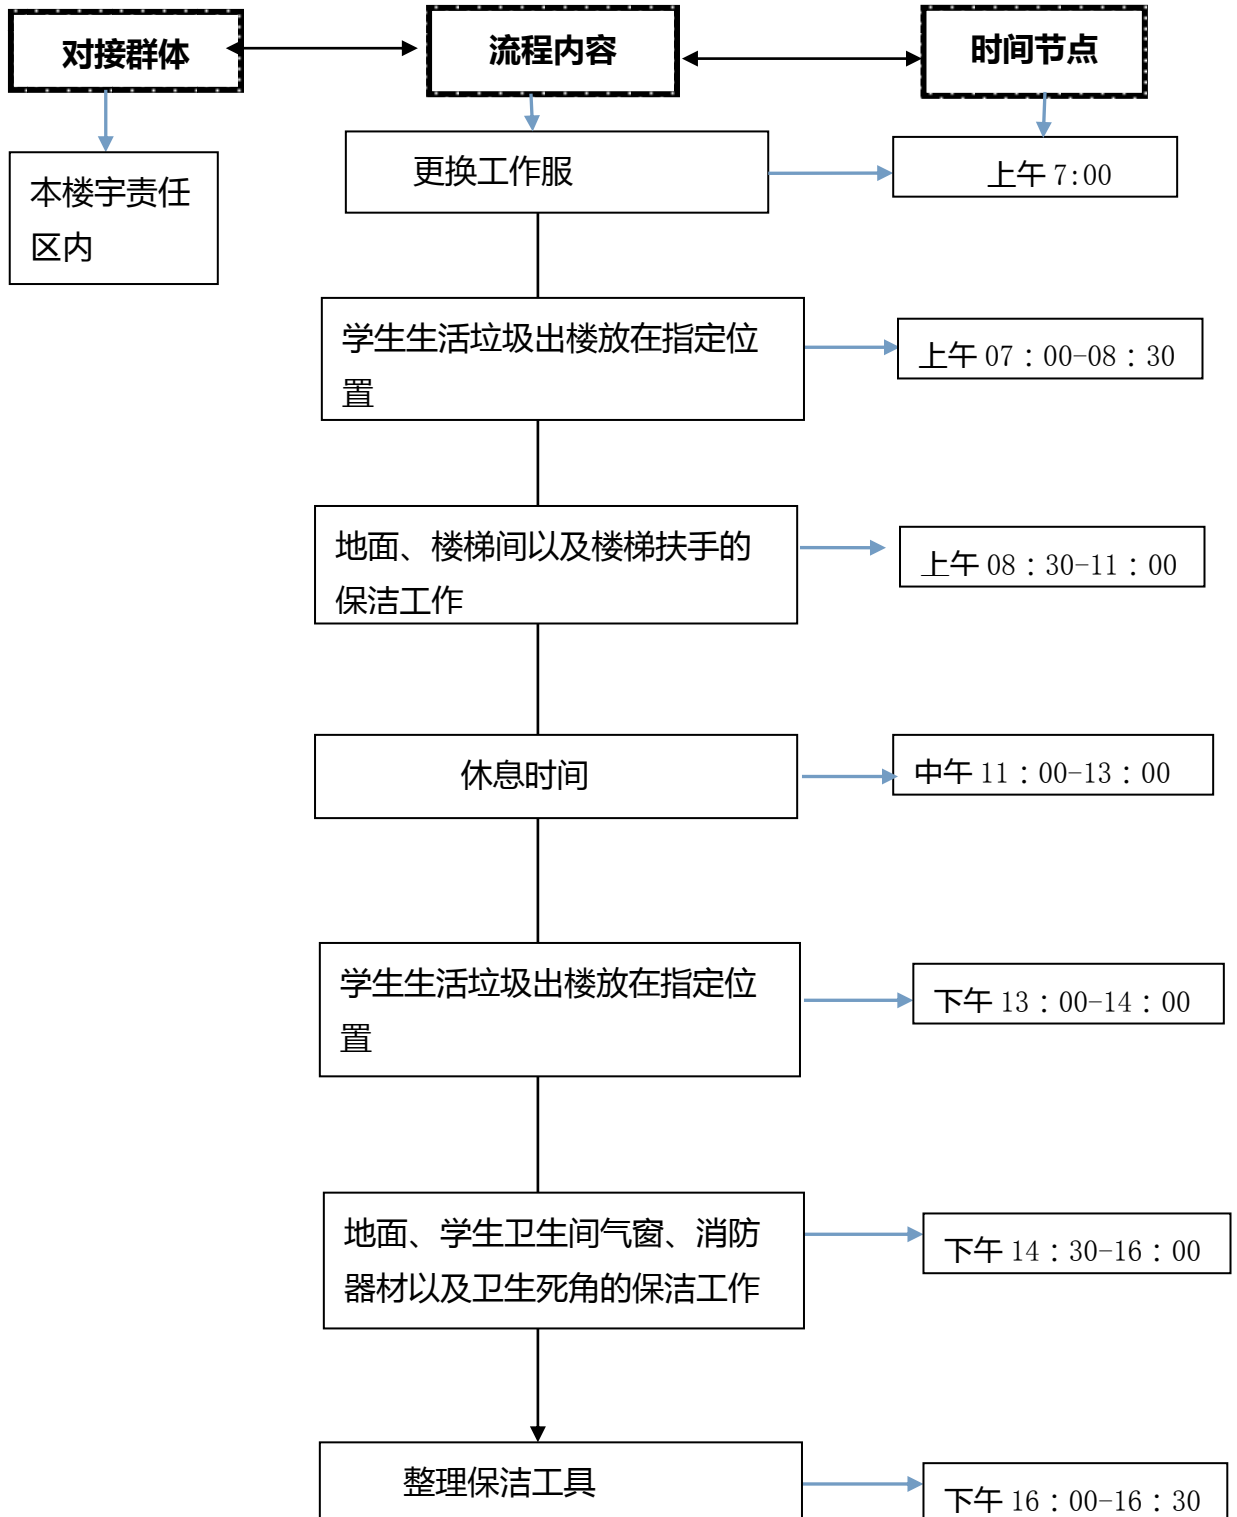 对接群体
流程内容
时间节点
本楼宇责任
区内
更换工作服
上午 7:00
学生生活垃圾出楼放在指定位
置
上午 07：00-08：30
地面、楼梯间以及楼梯扶手的
保洁工作
上午 08：30-11：00
休息时间
中午 11：00-13：00
学生生活垃圾出楼放在指定位
置
下午 13：00-14：00
地面、学生卫生间气窗、消防
器材以及卫生死角的保洁工作
下午 14：30-16：00
整理保洁工具
下午 16：00-16：30